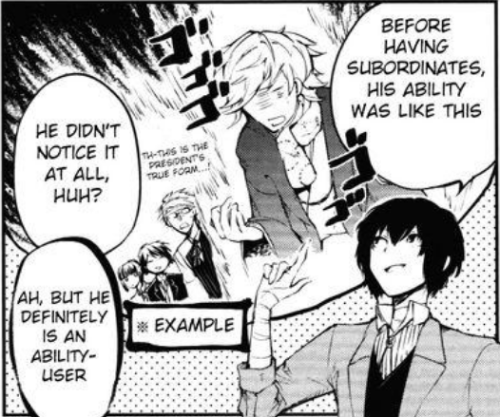 BEFORE
HAVING
SUBORDINATES,
HIS ABILITY
WAS LIKE THIS
ゴ
ゴ
ゴ
ゴ
ゴ
TH-THIS IS THE
PRESIDENT'S
TRUE FORM...!
HE DIDN'T
NOTICE IT
AT ALL,
HUH?
※ EXAMPLE
AH, BUT HE
DEFINITELY
IS AN
ABILITY-
USER